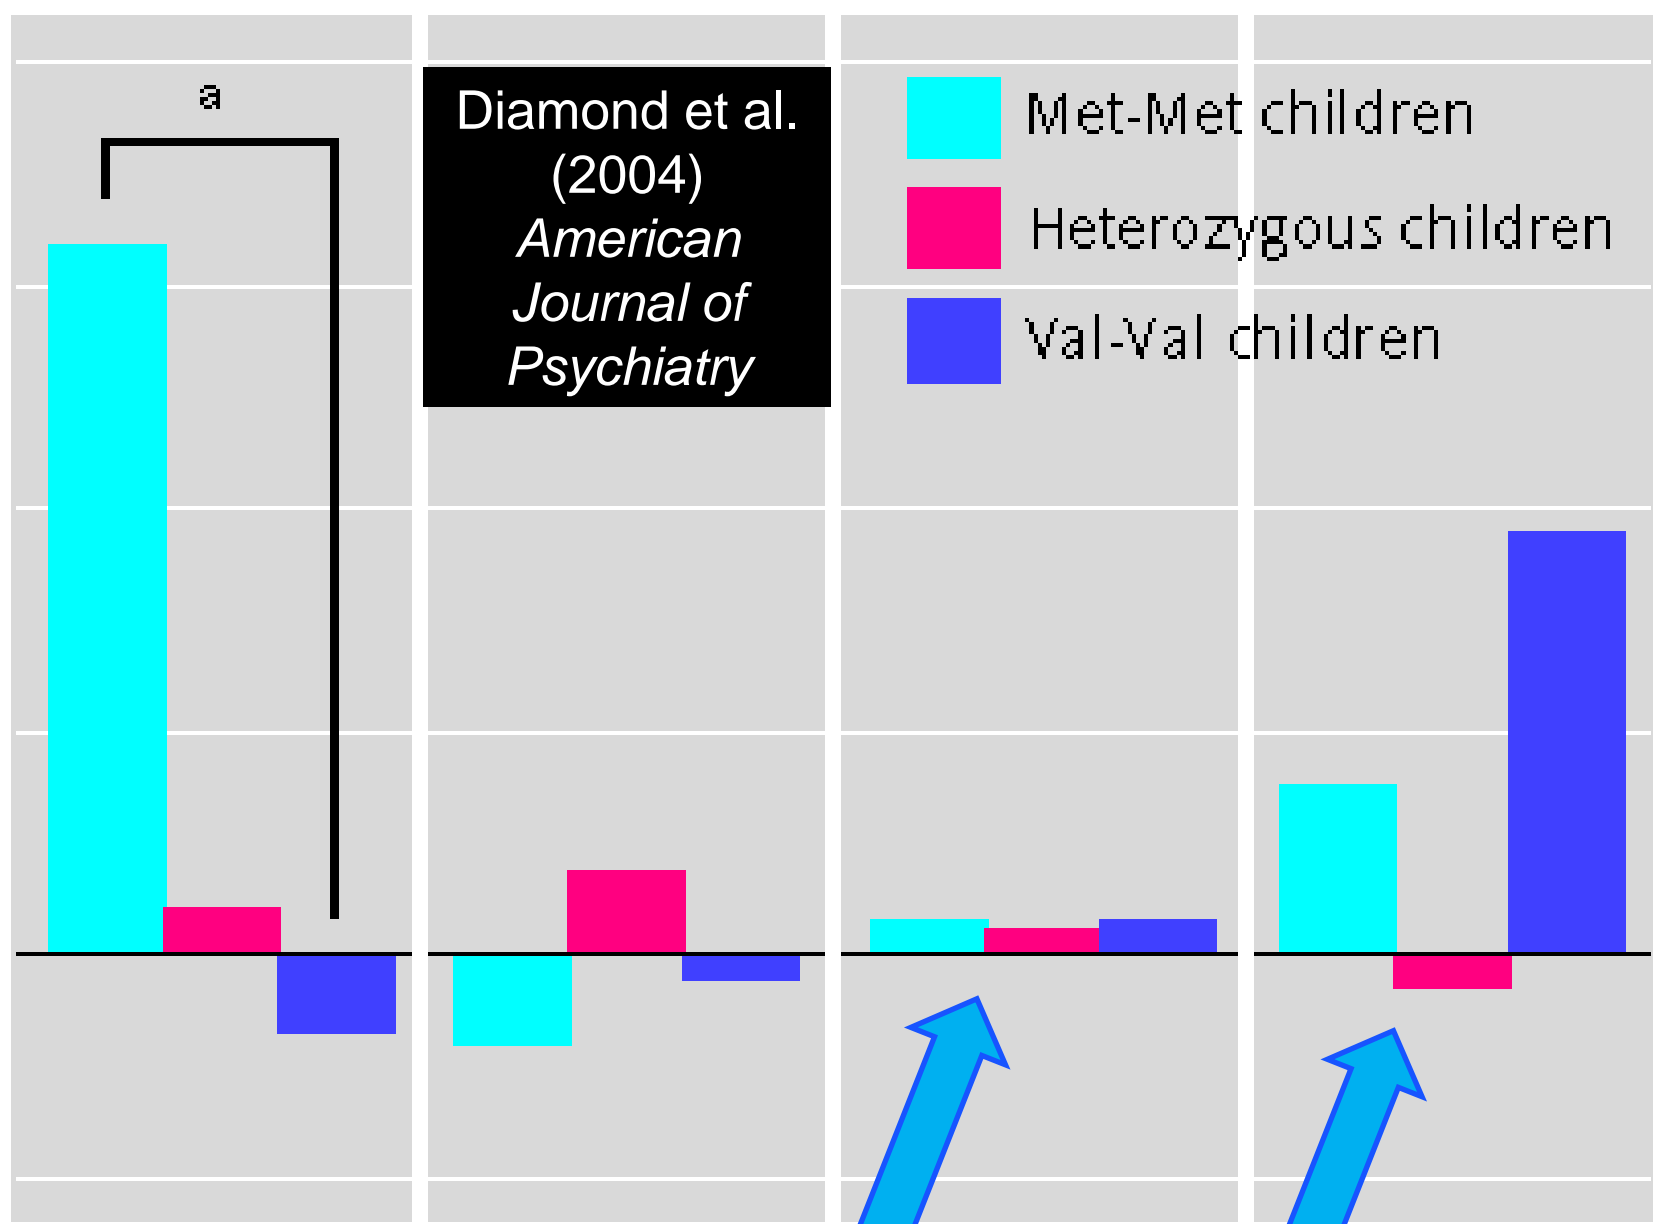 a
Diamond et al.
(2004)
American
Journal of
Psychiatry
Met-Met children
Heterozygous children
Val-Val children